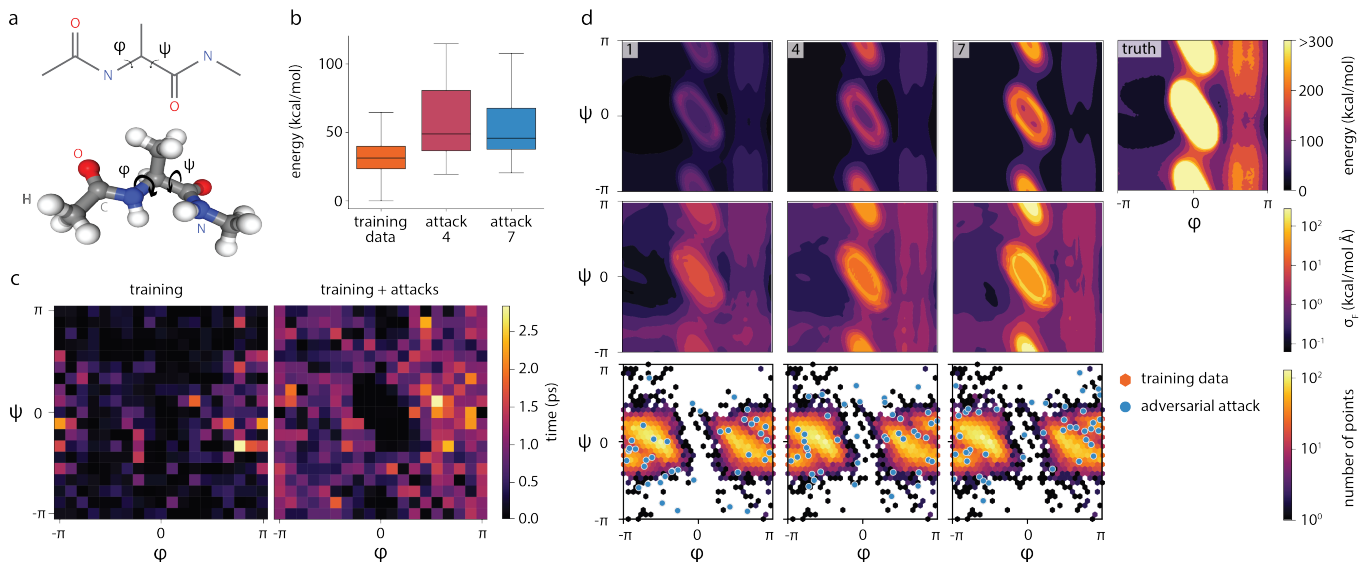 a
O
φ
ψ
N
N
O
O
φ
ψ
H
C
N
b
energy (kcal/mol)
100
50
0
training data
attack 4
attack 7
c
training
training + attacks
π
ψ 0
-π
-π 0 π
φ
-π 0 π
φ
2.5
2.0
1.5
1.0
0.5
0.0
time (ps)
d
1
4
7
truth
π
ψ 0
-π
-π π
φ
>300
200
100
0
energy (kcal/mol)
π
ψ 0
-π
10²
10¹
10⁰
10⁻¹
σF (kcal/mol Å)
π
ψ 0
-π
-π 0 π
φ
-π 0 π
φ
-π 0 π
φ
training data
adversarial attack
10²
10¹
10⁰
number of points